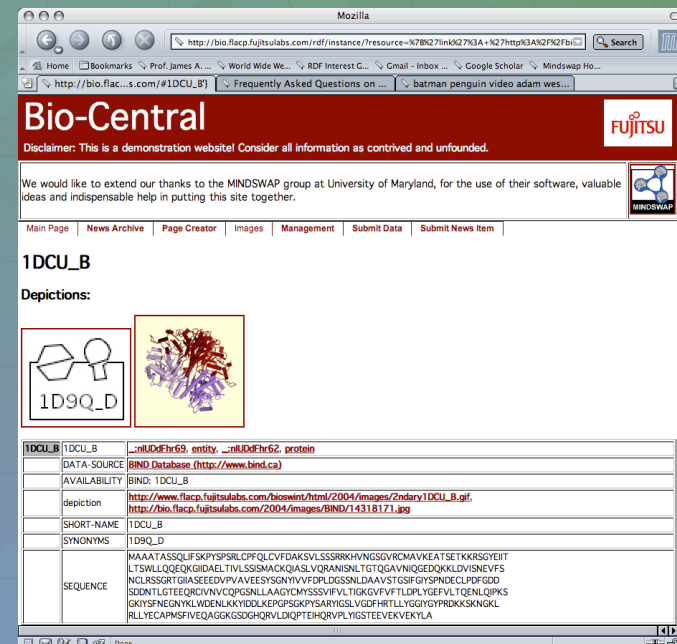 Mozilla
http://bio.flacp.fujitsulabs.com/rdf/instance/?resource=%7B%27link%27%3A+%27http%3A%2F%2Fbi
Search
Home Bookmarks Prof. James A. ... World Wide We... RDF Interest G... Gmail - Inbox ... Google Scholar Mindswap Ho...
http://bio.flac...s.com/#1DCU_B') Frequently Asked Questions on ... batman penguin video adam wes...
Bio-Central
FUJITSU
Disclaimer: This is a demonstration website! Consider all information as contrived and unfounded.
We would like to extend our thanks to the MINDSWAP group at University of Maryland, for the use of their software, valuable
ideas and indispensable help in putting this site together.
MINDSWAP
Main Page News Archive Page Creator Images Management Submit Data Submit News Item
1DCU_B
Depictions:
1D9Q_D
1DCU_B 1DCU_B _:nIUDdFhr69, entity, _:nIUDdFhr62, protein
DATA-SOURCE BIND Database (http://www.bind.ca)
AVAILABILITY BIND: 1DCU_B
depiction http://www.flacp.fujitsulabs.com/bioswint/html/2004/images/2ndary1DCU_B.gif,
http://bio.flacp.fujitsulabs.com/2004/images/BIND/14318171.jpg
SHORT-NAME 1DCU_B
SYNONYMS 1D9Q_D
SEQUENCE MAAATASSQLIFSKPYSPSRLCPFQLCVFDAKSVLSSSRRKHVNGSGVRCMAVKEATSETKKRSGYEIIT
LTSWLLQQEQKGIIDAELTIVLSSISMACKQIASLVQRANISNLTGTQGAVNIQGEDQKKLDVISNEVFS
NCLRSSGRTGIIASEEEDVPVAVEESYSGNYIVVFDPLDGSSNLDAAVSTGSIFGIYSPNDECLPDFGDD
SDDNTLGTEEQRCIVNVCQPGSNLLAAGYCMYSSSVIFVLTIGKGVFVFTLDPLYGEFVLTQENLQIPKS
GKIYSFNEGNYKLWDENLKKYIDDLKEPGPSGKPYSARYIGSLVGDFHRTLLYGGIYGYPRDKKSKNGKL
RLLYECAPMSFIVEQAGGKGSDGHQRVLDIQPTEIHQRVPLYIGSTEEVEKVEKYLA
Done